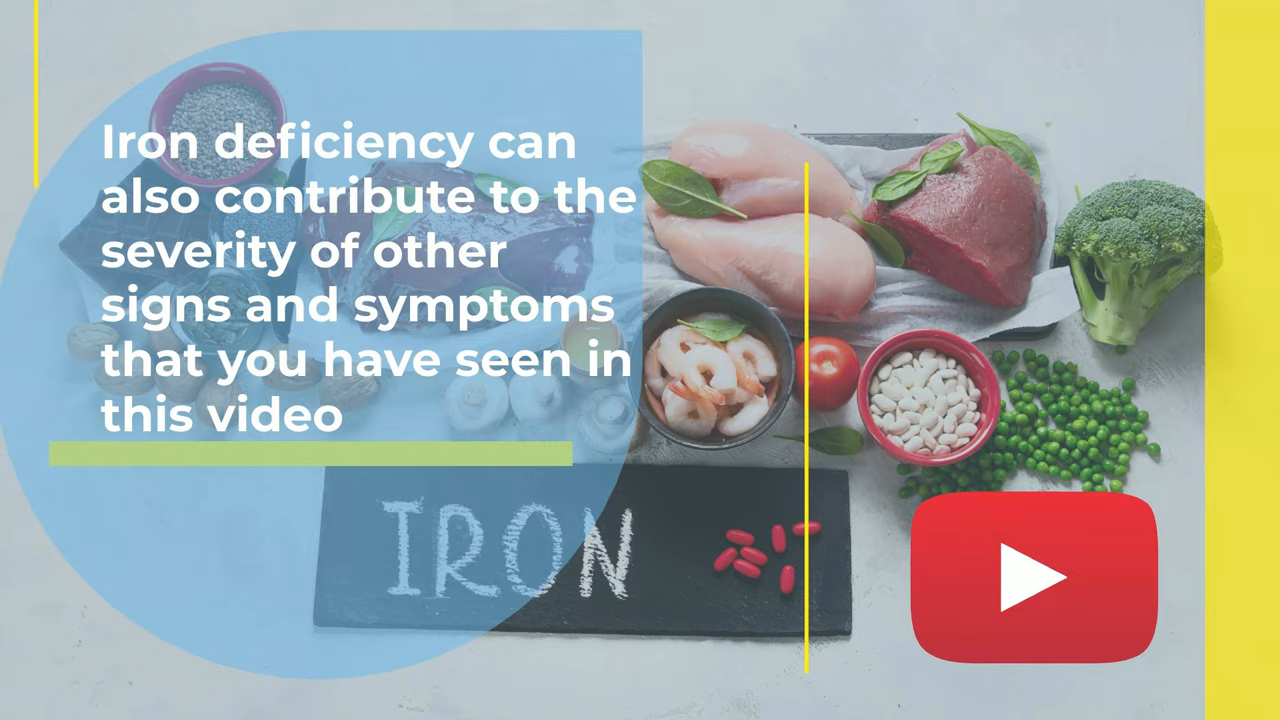 Iron deficiency can
also contribute to the
severity of other
signs and symptoms
that you have seen in
this video
IRON